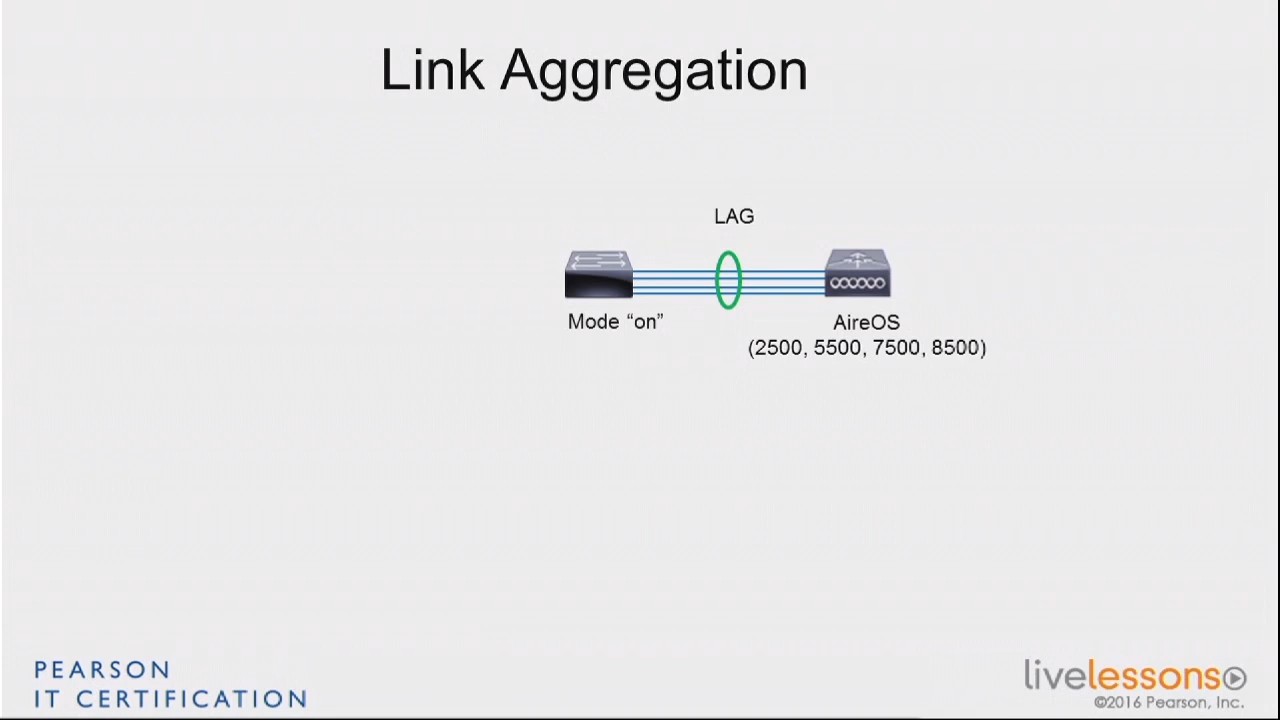 Link Aggregation
LAG
Mode “on”
AireOS
(2500, 5500, 7500, 8500)
PEARSON
IT CERTIFICATION
livelessons
©2016 Pearson, Inc.